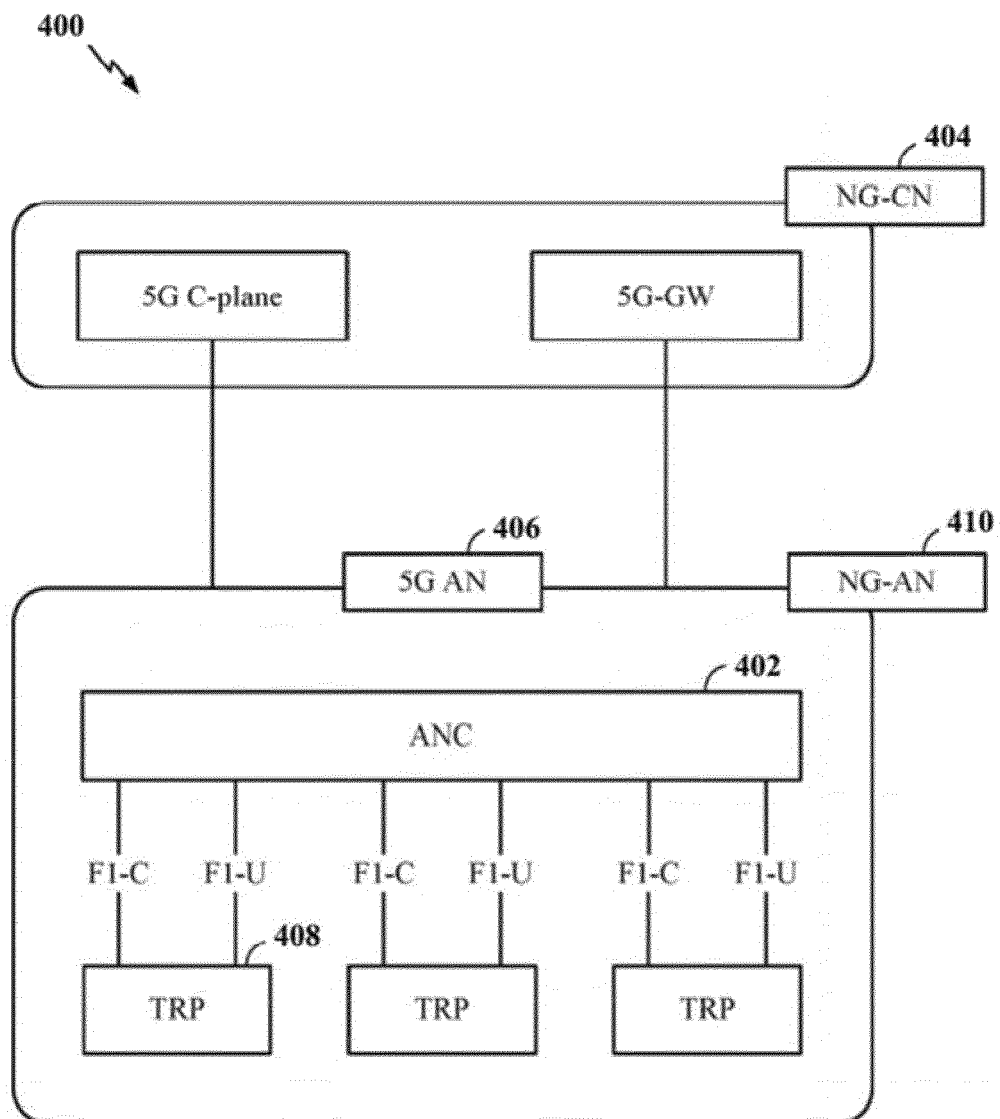 400
404
NG-CN
5G C-plane
5G-GW
406
5G AN
410
NG-AN
402
ANC
F1-C
F1-U
F1-C
F1-U
F1-C
F1-U
408
TRP
TRP
TRP